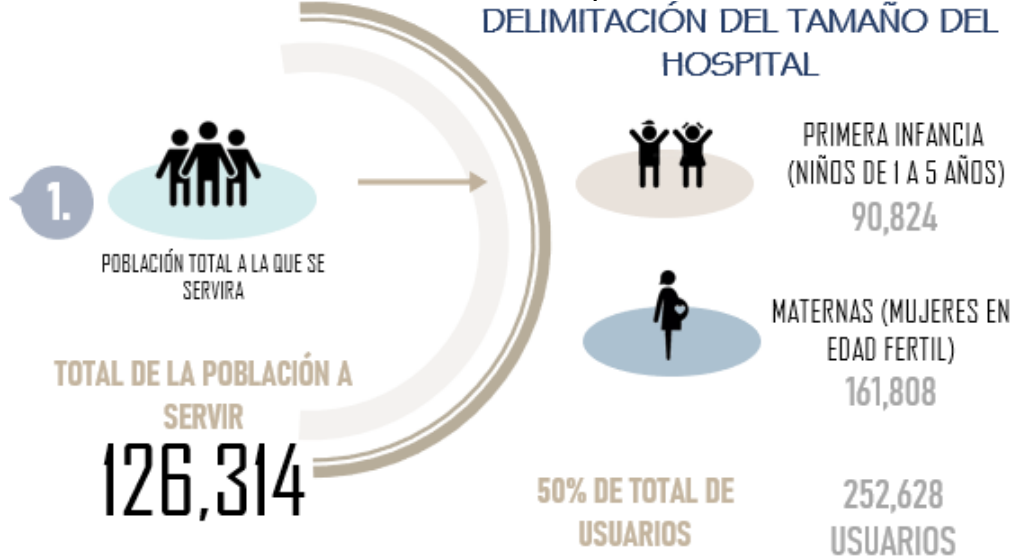 DELIMITACIÓN DEL TAMAÑO DEL
HOSPITAL
1.
POBLACIÓN TOTAL A LA QUE SE
SERVIRA
TOTAL DE LA POBLACIÓN A
SERVIR
126,314
PRIMERA INFANCIA
(NIÑOS DE 1 A 5 AÑOS)
90,824
MATERNAS (MUJERES EN
EDAD FERTIL)
161,808
50% DE TOTAL DE
USUARIOS
252,628
USUARIOS